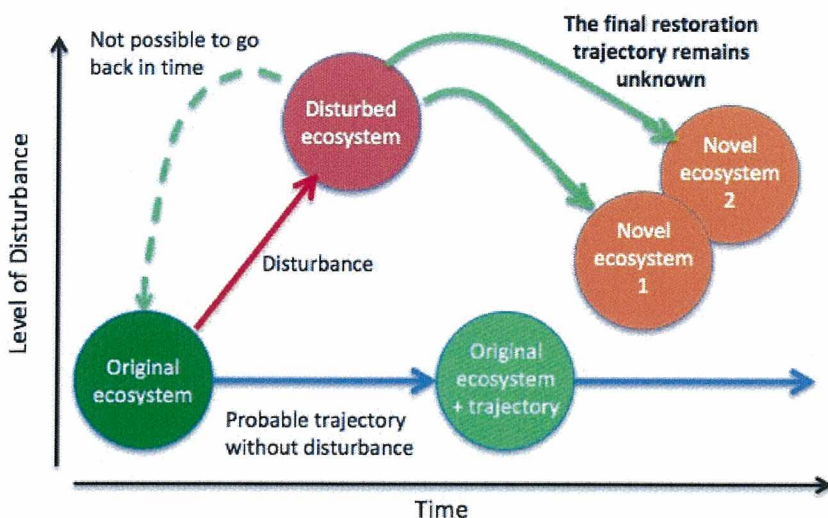 Not possible to go
back in time
The final restoration
trajectory remains
unknown
Disturbed
ecosystem
Novel
ecosystem
2
Novel
ecosystem
1
Disturbance
Level of Disturbance
Original
ecosystem
Original
ecosystem
+ trajectory
Probable trajectory
without disturbance
Time